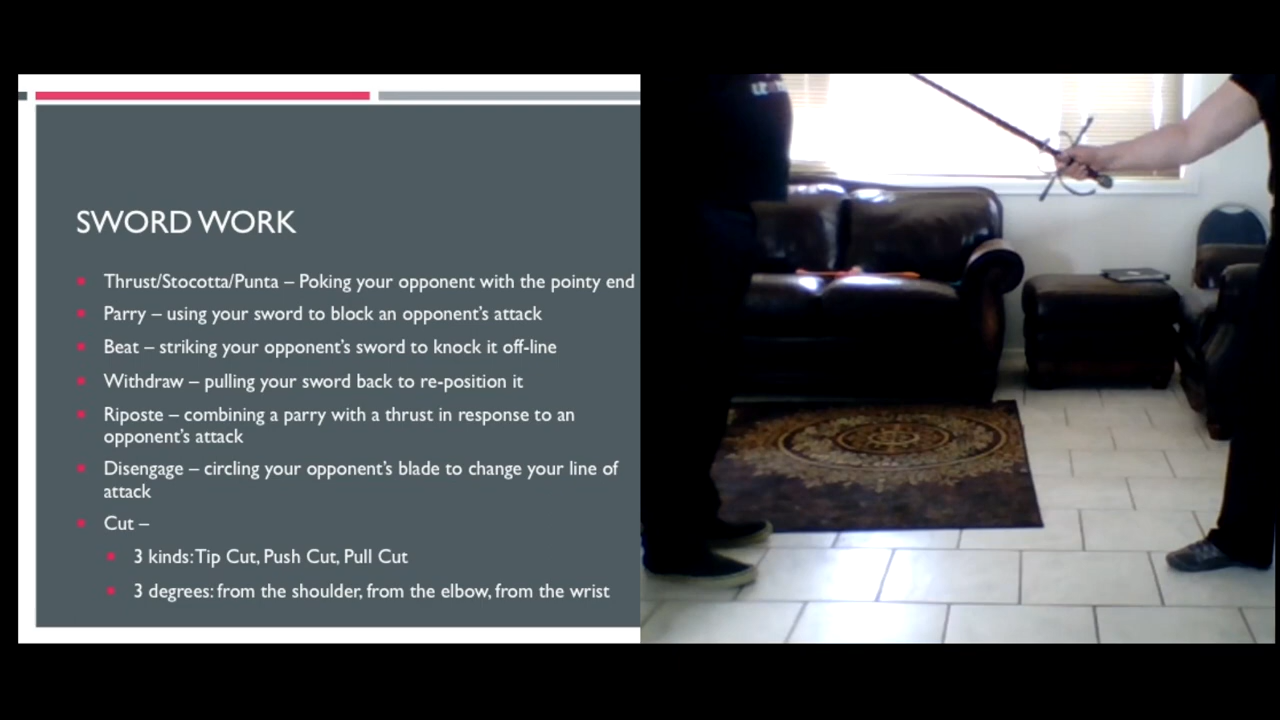 SWORD WORK
Thrust/Stocotta/Punta – Poking your opponent with the pointy end
Parry – using your sword to block an opponent's attack
Beat – striking your opponent's sword to knock it off-line
Withdraw – pulling your sword back to re-position it
Riposte – combining a parry with a thrust in response to an
opponent's attack
Disengage – circling your opponent's blade to change your line of
attack
Cut –
3 kinds: Tip Cut, Push Cut, Pull Cut
3 degrees: from the shoulder, from the elbow, from the wrist